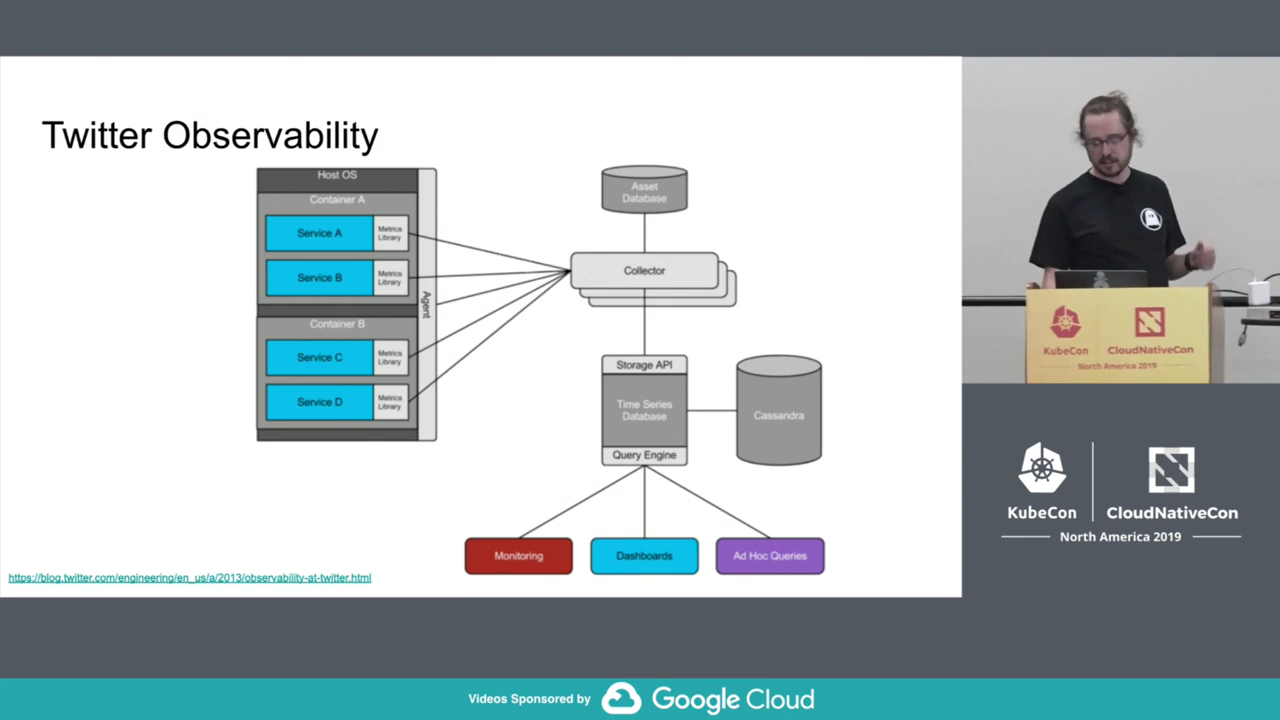 Twitter Observability
Host OS
Container A
Service A
Metrics
Library
Service B
Metrics
Library
Container B
Service C
Metrics
Library
Service D
Metrics
Library
Agent
Asset
Database
Collector
Storage API
Time Series
Database
Query Engine
Cassandra
Monitoring
Dashboards
Ad Hoc Queries
https://blog.twitter.com/engineering/en_us/a/2013/observability-at-twitter.html
KubeCon
CloudNativeCon
North America 2019
KubeCon
CloudNativeCon
North America 2019
Videos Sponsored by
Google Cloud